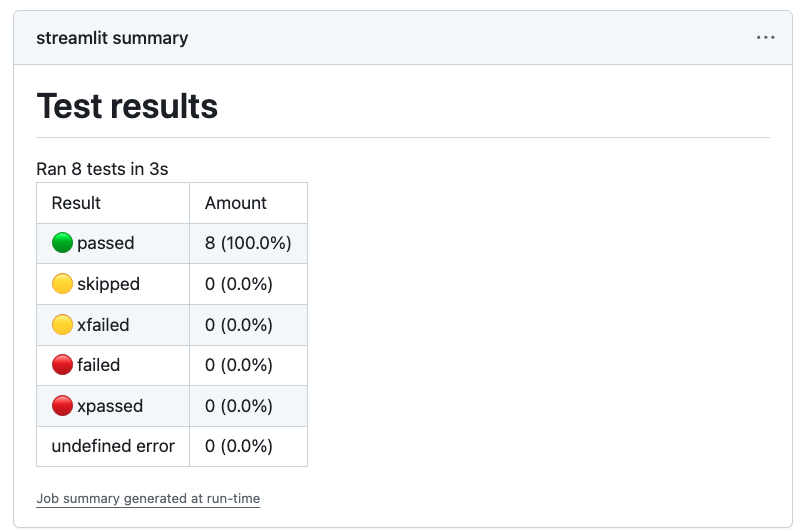 streamlit summary
Test results
Ran 8 tests in 3s
Result Amount
passed 8 (100.0%)
skipped 0 (0.0%)
xfailed 0 (0.0%)
failed 0 (0.0%)
xpassed 0 (0.0%)
undefined error 0 (0.0%)
Job summary generated at run-time